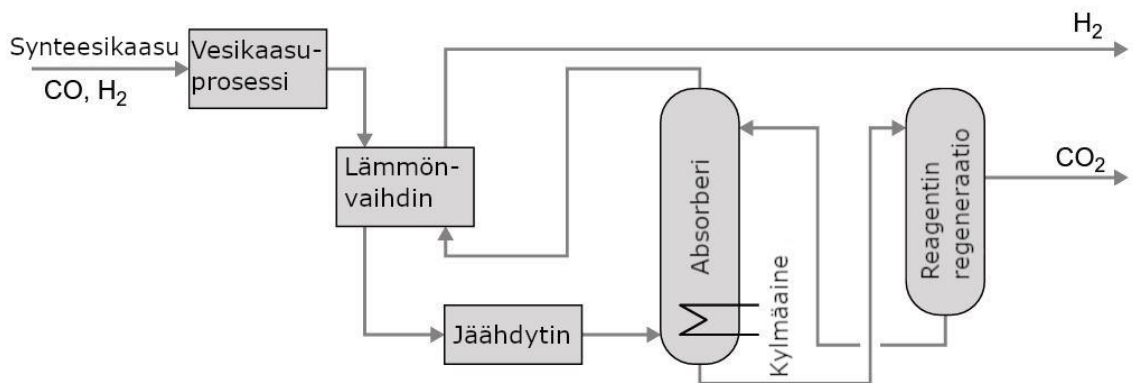 Synteesikaasu
CO, H₂
Vesikaasu-
prosessi
Lämmön-
vaihdin
Jäähdytin
Absorberi
Kylmäaine
Reagentin
regeneraatio
H₂
CO₂